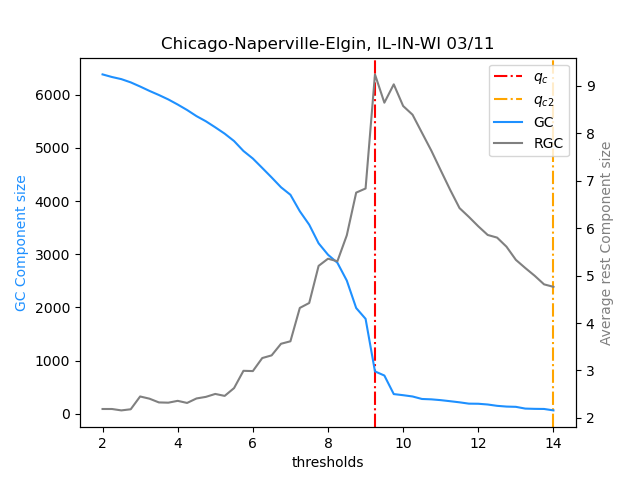 Chicago-Naperville-Elgin, IL-IN-WI 03/11
GC Component size
6000
5000
4000
3000
2000
1000
0
2 4 6 8 10 12 14
thresholds
9
8
7
6
5
4
3
2
Average rest Component size
q_c
q_c2
GC
RGC